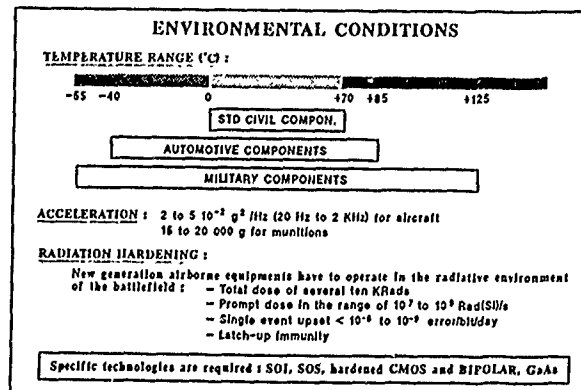 ENVIRONMENTAL CONDITIONS
TEMPERATURE RANGE (°C) :
-55 -40 0 +70 +85 +125
STD CIVIL COMPON.
AUTOMOTIVE COMPONENTS
MILITARY COMPONENTS
ACCELERATION : 2 to 5 10⁻² g² /Hz (20 Hz to 2 KHz) for aircraft
15 to 20 000 g for munitions
RADIATION HARDENING :
New generation airborne equipments have to operate in the radiative environment
of the battlefield : – Total dose of several ten KRads
– Prompt dose in the range of 10⁷ to 10⁹ Rad(SI)/s
– Single event upset < 10⁻⁸ to 10⁻⁹ error/bit/day
– Latch-up immunity
Specific technologies are required : SOI, SOS, hardened CMOS and BIPOLAR, GaAs